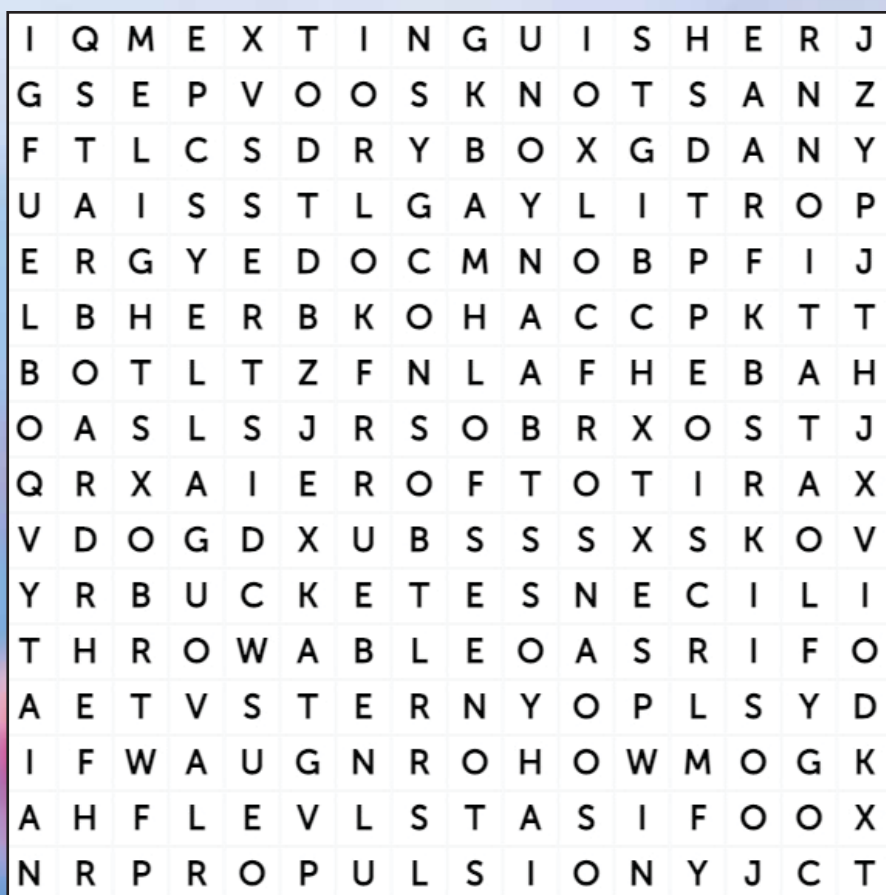 I Q M E X T I N G U I S H E R J
G S E P V O O S K N O T S A N Z
F T L C S D R Y B O X G D A N Y
U A I S S T L G A Y L I T R O P
E R G Y E D O C M N O B P F I J
L B H E R B K O H A C C P K T T
B O T L T Z F N L A F H E B A H
O A S L S J R S O B R X O S T J
Q R X A I E R O F T O T I R A X
V D O G D X U B S S S X S K O V
Y R B U C K E T E S N E C I L I
T H R O W A B L E O A S R I F O
A E T V S T E R N Y O P L S Y D
I F W A U G N R O H O W M O G K
A H F L E V L S T A S I F O O X
N R P R O P U L S I O N Y J C T